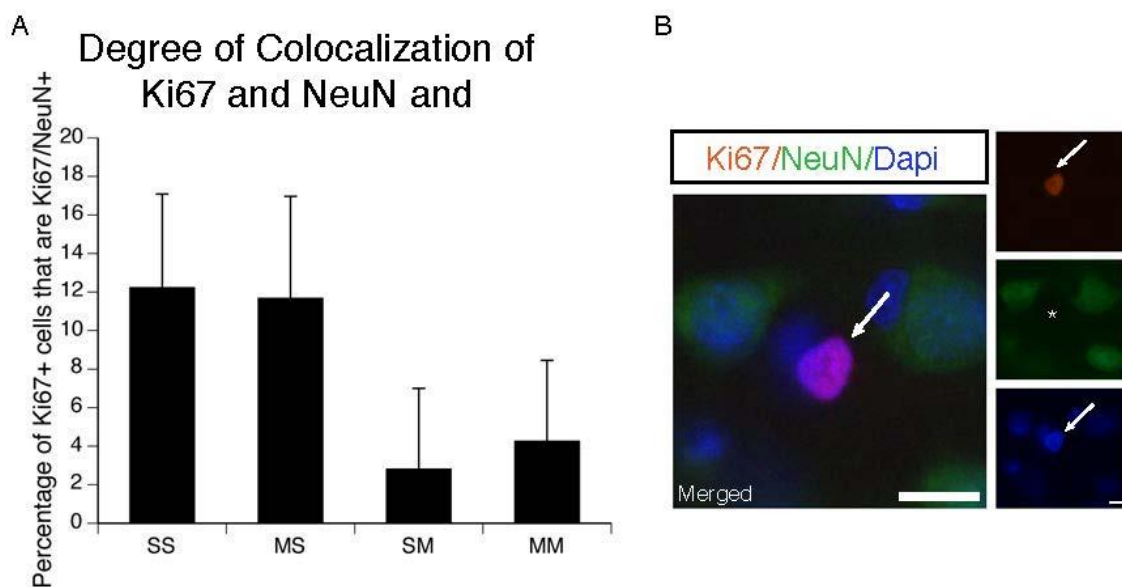 A
Degree of Colocalization of
Ki67 and NeuN and
Percentage of Ki67+ cells that are Ki67/NeuN+
20
18
16
14
12
10
8
6
4
2
0
SS MS SM MM
B
Ki67/NeuN/Dapi
*
Merged